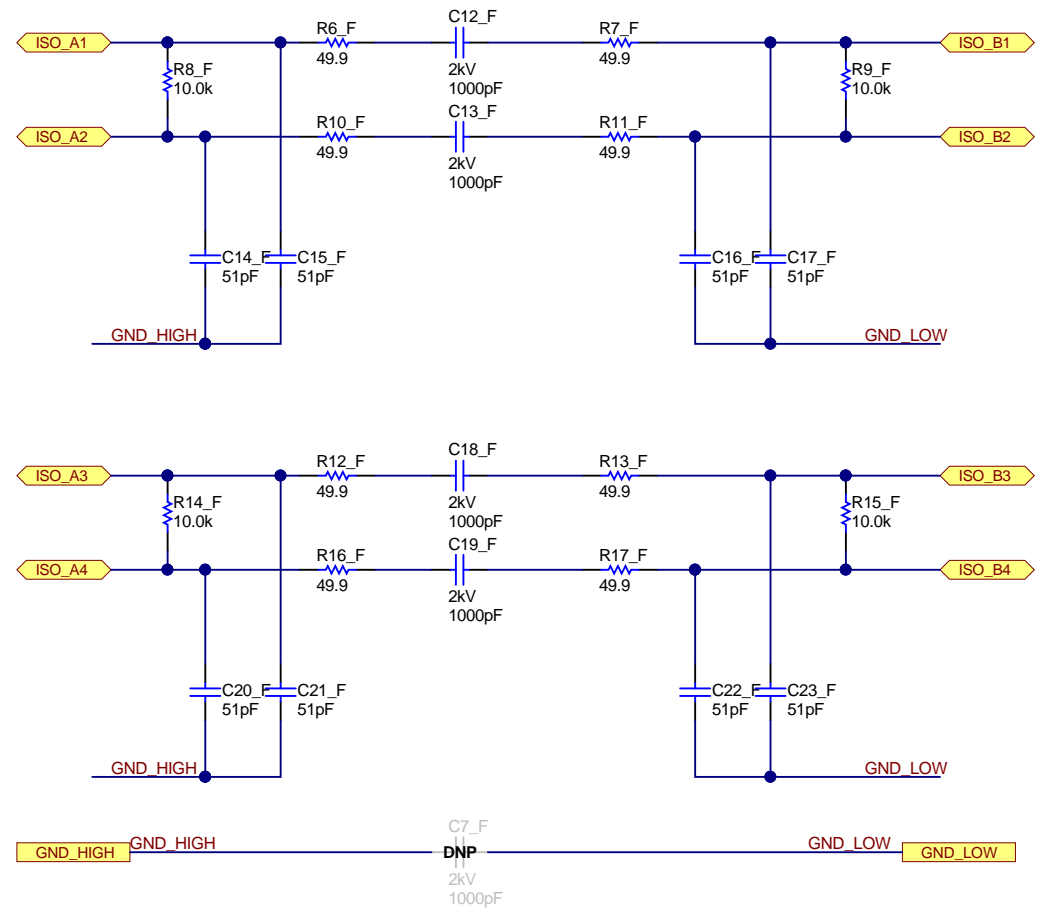 C12_F
ISO_A1
R6_F
R7_F
ISO_B1
49.9
2kV
1000pF
49.9
R8_F
10.0k
R9_F
10.0k
C13_F
ISO_A2
R10_F
R11_F
ISO_B2
49.9
2kV
1000pF
49.9
C14_F
51pF
C15_F
51pF
C16_F
51pF
C17_F
51pF
GND_HIGH
GND_LOW
C18_F
ISO_A3
R12_F
R13_F
ISO_B3
49.9
2kV
1000pF
49.9
R14_F
10.0k
R15_F
10.0k
C19_F
ISO_A4
R16_F
R17_F
ISO_B4
49.9
2kV
1000pF
49.9
C20_F
51pF
C21_F
51pF
C22_F
51pF
C23_F
51pF
GND_HIGH
GND_LOW
C7_F
GND_HIGH
GND_HIGH
DNP
GND_LOW
GND_LOW
2kV
1000pF